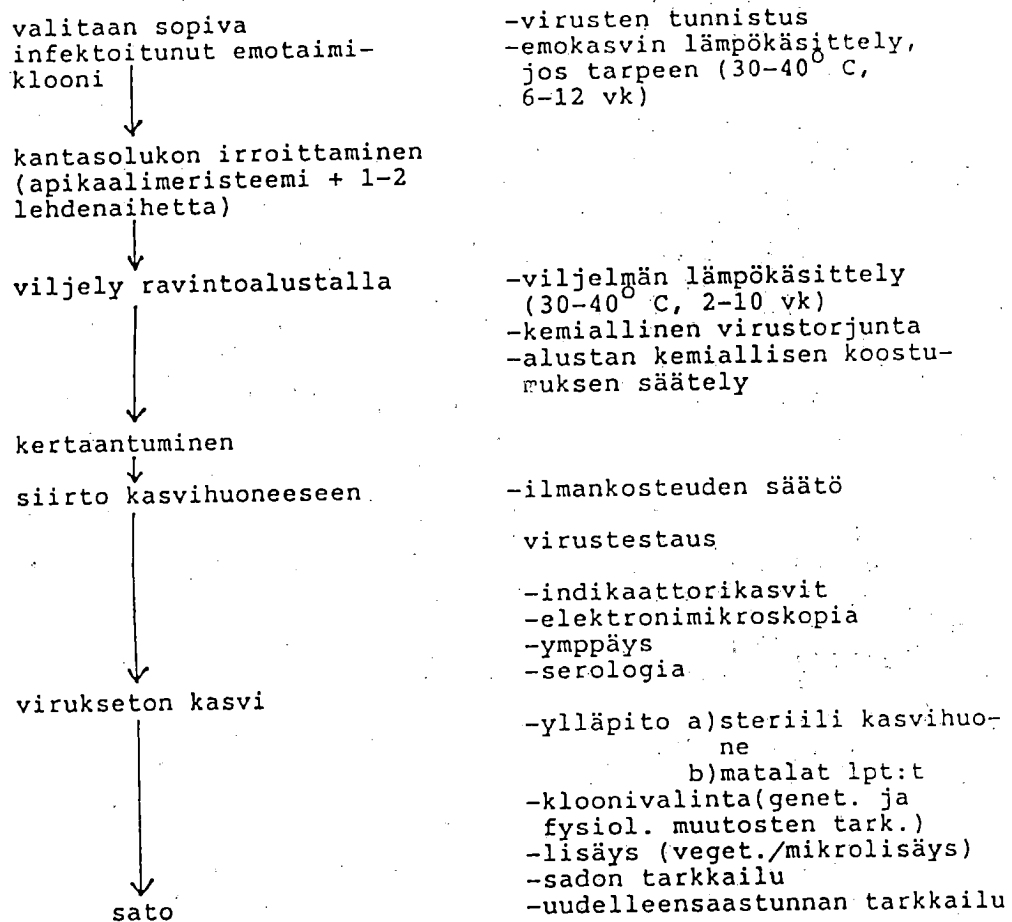 valitaan sopiva
infektoitunut emotaimi-
klooni
-virusten tunnistus
-emokasvin lämpökäsittely,
jos tarpeen (30-40° C,
6-12 vk)
kantasolukon irroittaminen
(apikaalimeristeemi + 1-2
lehdenaihetta)
viljely ravintoalustalla
-viljelmän lämpökäsittely
(30-40° C, 2-10 vk)
-kemiallinen virustorjunta
-alustan kemiallisen koostu-
muksen säätely
kertaantuminen
siirto kasvihuoneeseen
-ilmankosteuden säätö
virustestaus
-indikaattorikasvit
-elektronimikroskopia
-ymppäys
-serologia
virukseton kasvi
-ylläpito a)steriili kasvihuo-
ne
b)matalat lpt:t
-kloonivalinta(genet. ja
fysiol. muutosten tark.)
-lisäys (veget./mikrolisäys)
-sadon tarkkailu
-uudelleensaastunnan tarkkailu
sato